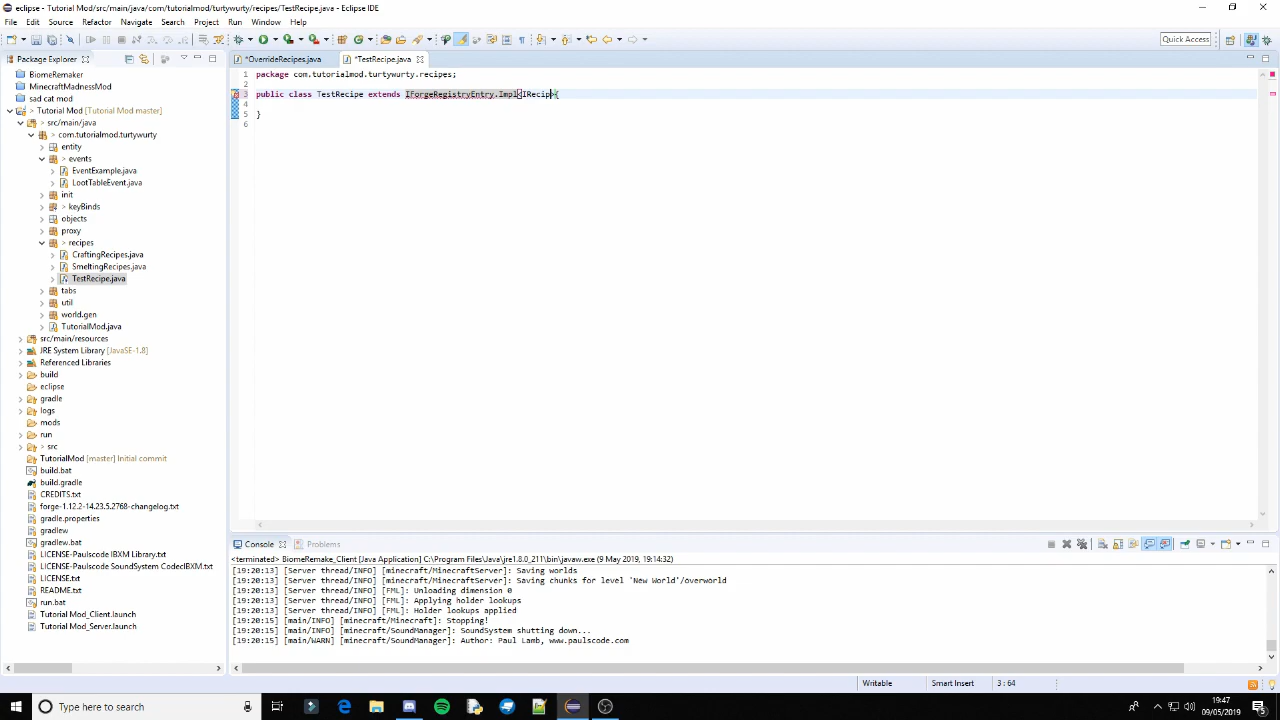 eclipse - Tutorial Mod/src/main/java/com/tutorialmod/turtywurty/recipes/TestRecipe.java - Eclipse IDE
File Edit Source Refactor Navigate Search Project Run Window Help
Quick Access
Package Explorer
*OverrideRecipes.java
*TestRecipe.java
BiomeRemaker
MinecraftMadnessMod
sad cat mod
Tutorial Mod [Tutorial Mod master]
src/main/java
> com.tutorialmod.turtywurty
entity
> events
EventExample.java
LootTableEvent.java
init
> keyBinds
objects
proxy
> recipes
CraftingRecipes.java
SmeltingRecipes.java
TestRecipe.java
tabs
util
world.gen
TutorialMod.java
src/main/resources
JRE System Library [JavaSE-1.8]
Referenced Libraries
build
eclipse
gradle
logs
mods
run
> src
TutorialMod [master] Initial commit
build.bat
build.gradle
CREDITS.txt
forge-1.12.2-14.23.5.2768-changelog.txt
gradle.properties
gradlew
gradlew.bat
LICENSE-Paulscode IBXM Library.txt
LICENSE-Paulscode SoundSystem CodecIBXM.txt
LICENSE.txt
README.txt
run.bat
Tutorial Mod_Client.launch
Tutorial Mod_Server.launch
1 package com.tutorialmod.turtywurty.recipes;
2
3 public class TestRecipe extends IForgeRegistryEntry.Impl<IRecip>{
4
5 }
6
Console
Problems
<terminated> BiomeRemake_Client [Java Application] C:\Program Files\Java\jre1.8.0_211\bin\javaw.exe (9 May 2019, 19:14:32)
[19:20:13] [Server thread/INFO] [minecraft/MinecraftServer]: Saving worlds
[19:20:13] [Server thread/INFO] [minecraft/MinecraftServer]: Saving chunks for level 'New World'/overworld
[19:20:13] [Server thread/INFO] [FML]: Unloading dimension 0
[19:20:13] [Server thread/INFO] [FML]: Applying holder lookups
[19:20:13] [Server thread/INFO] [FML]: Holder lookups applied
[19:20:15] [main/INFO] [minecraft/Minecraft]: Stopping!
[19:20:15] [main/INFO] [minecraft/SoundManager]: SoundSystem shutting down...
[19:20:15] [main/WARN] [minecraft/SoundManager]: Author: Paul Lamb, www.paulscode.com
Writable
Smart Insert
3 : 64
Type here to search
19:47
09/05/2019